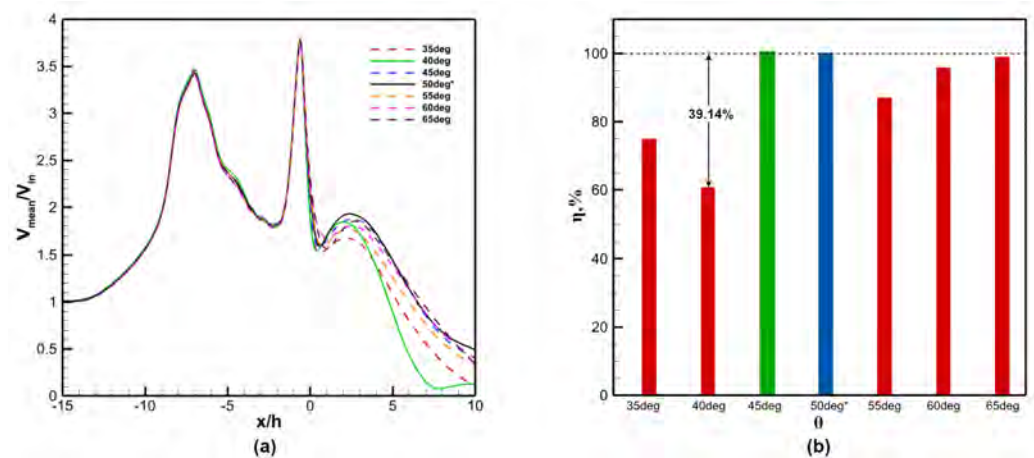 4
3.5
3
2.5
2
1.5
1
0.5
0
V_mean/V_in
-15
-10
-5
0
5
10
x/h
(a)
35deg
40deg
45deg
50deg*
55deg
60deg
65deg
100
80
60
40
20
0
η,%
39.14%
35deg
40deg
45deg
50deg*
55deg
60deg
65deg
θ
(b)